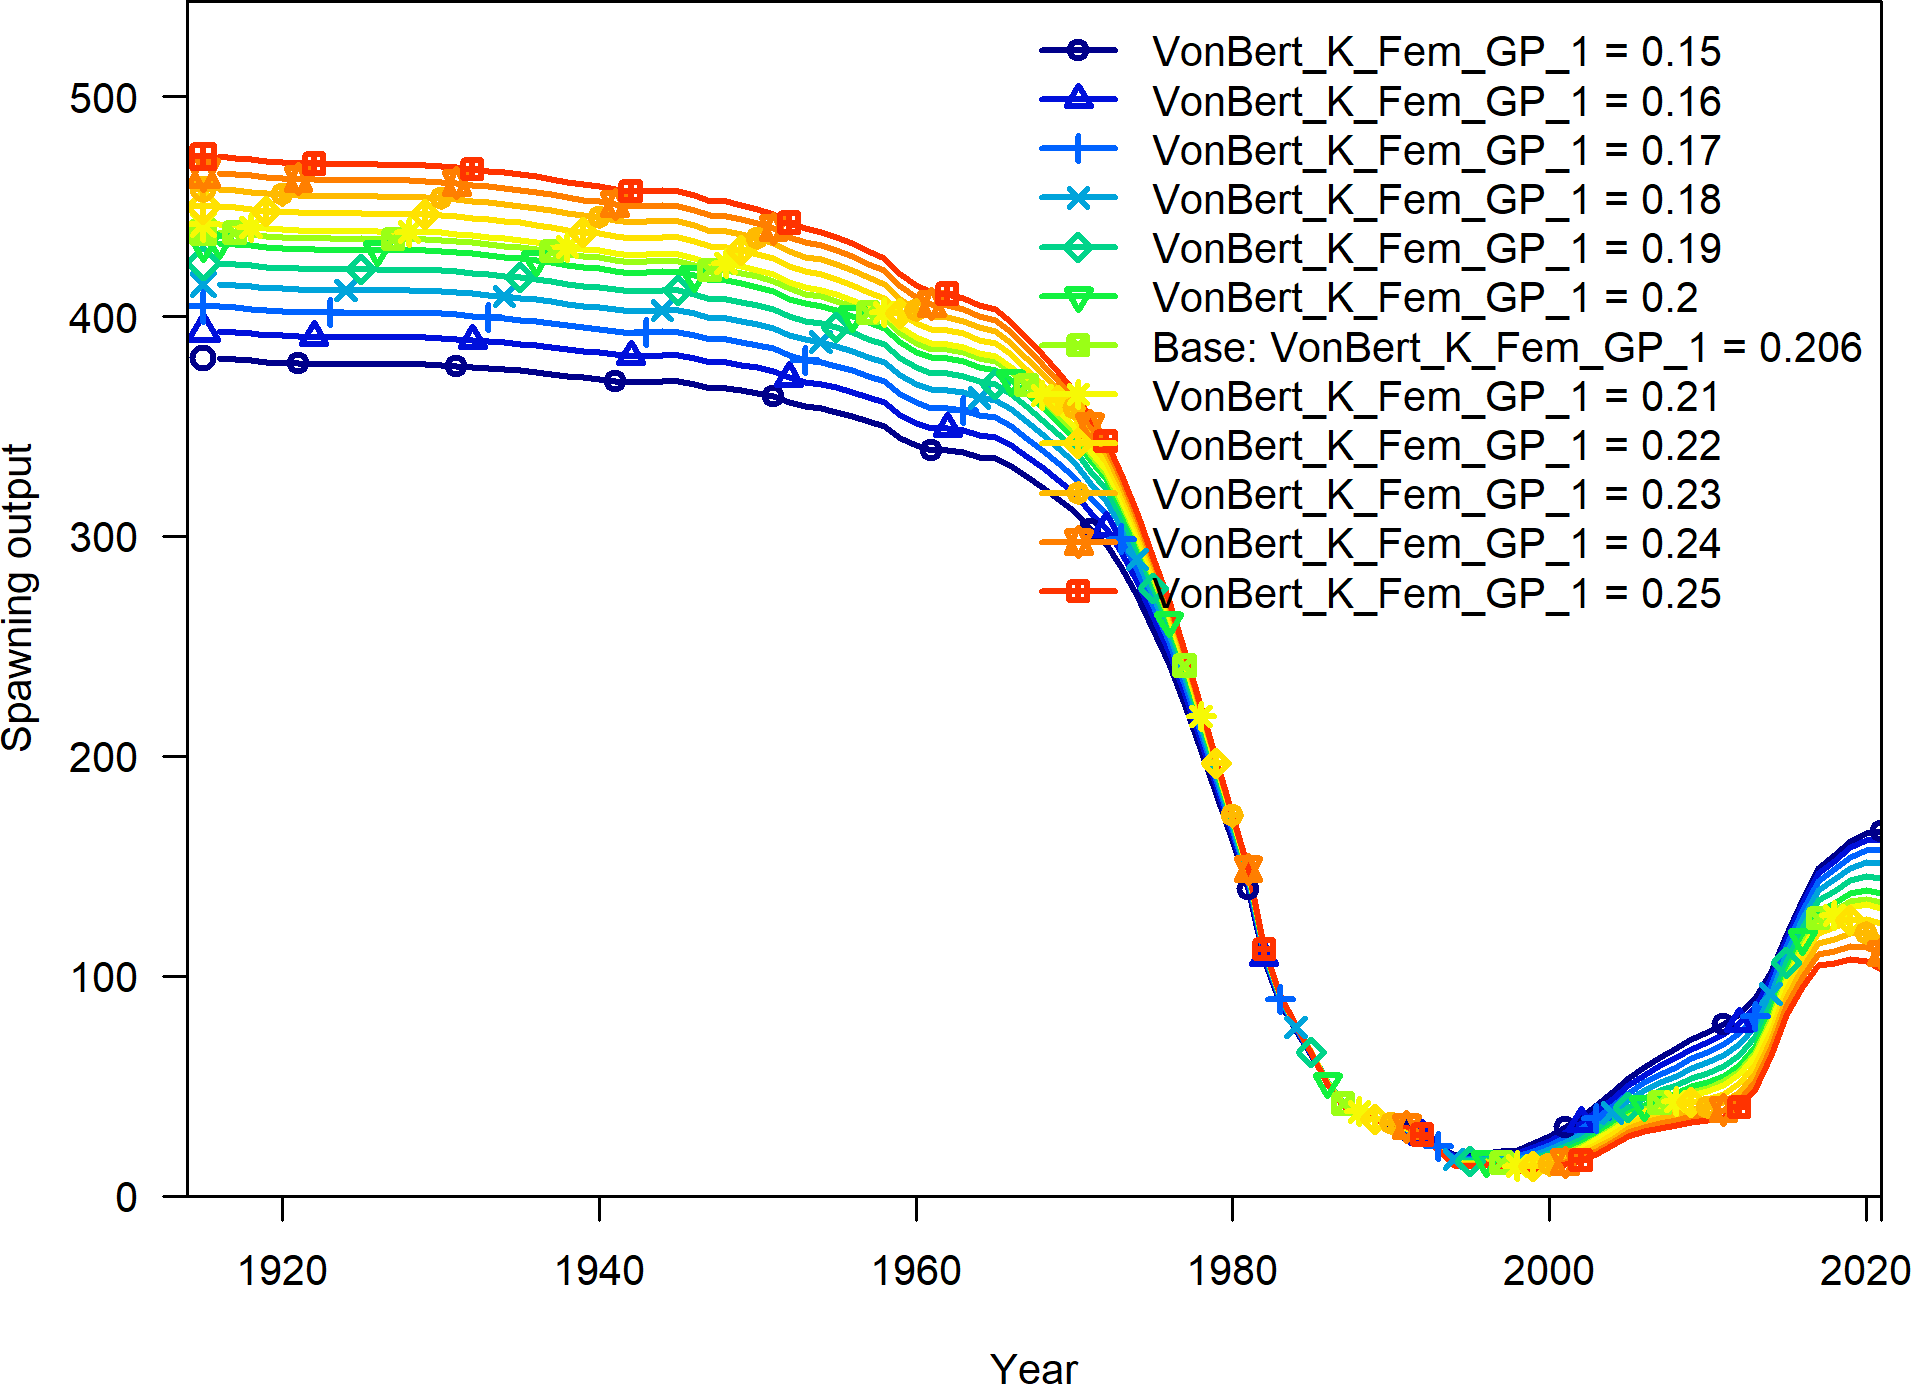 VonBert_K_Fem_GP_1 = 0.15
VonBert_K_Fem_GP_1 = 0.16
VonBert_K_Fem_GP_1 = 0.17
VonBert_K_Fem_GP_1 = 0.18
VonBert_K_Fem_GP_1 = 0.19
VonBert_K_Fem_GP_1 = 0.2
Base: VonBert_K_Fem_GP_1 = 0.206
VonBert_K_Fem_GP_1 = 0.21
VonBert_K_Fem_GP_1 = 0.22
VonBert_K_Fem_GP_1 = 0.23
VonBert_K_Fem_GP_1 = 0.24
VonBert_K_Fem_GP_1 = 0.25
Spawning output
500
400
300
200
100
0
1920 1940 1960 1980 2000 2020
Year